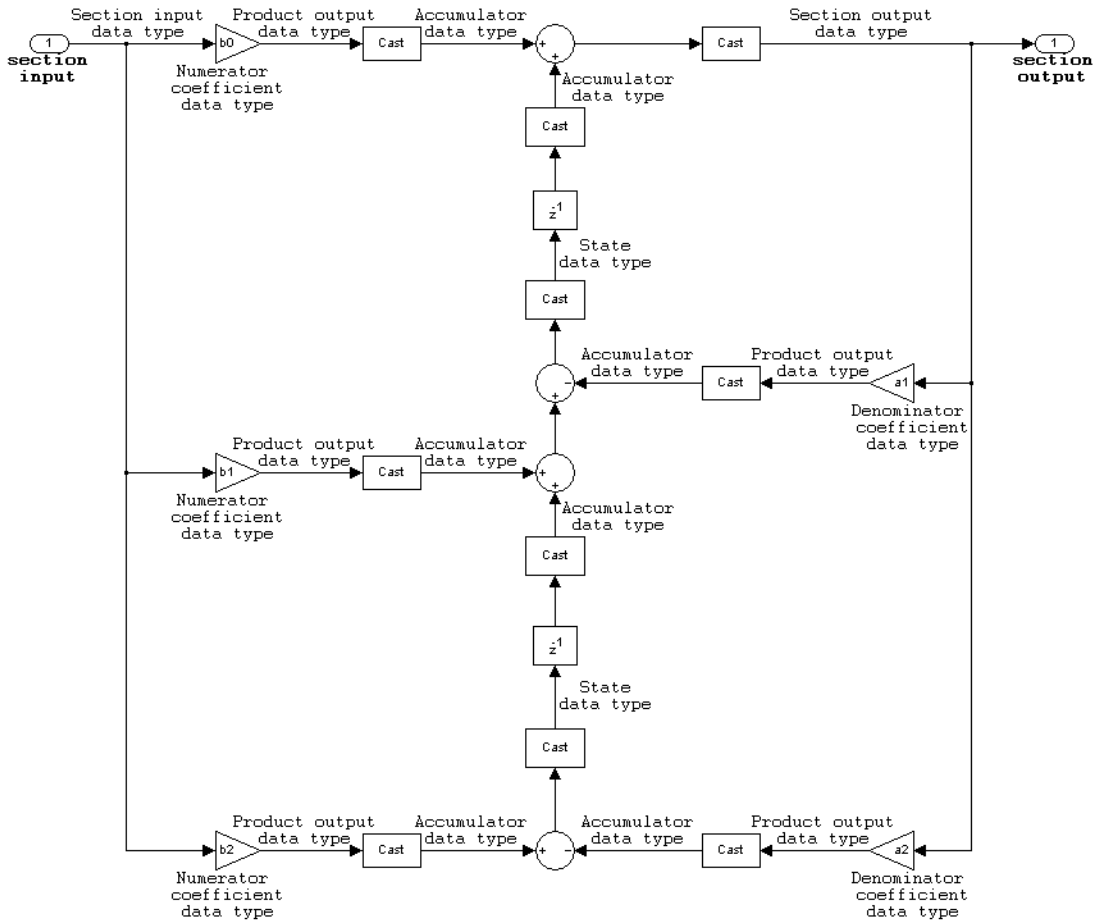 Section input
data type
Product output
data type
Accumulator
data type
Section output
data type
1
section
input
b0
Cast
+
+
Cast
1
section
output
Numerator
coefficient
data type
Accumulator
data type
Cast
z-1
State
data type
Cast
Accumulator
data type
Product output
data type
-
+
Cast
a1
Denominator
coefficient
data type
Product output
data type
Accumulator
data type
b1
Cast
+
+
Numerator
coefficient
data type
Accumulator
data type
Cast
z-1
State
data type
Cast
Product output
data type
Accumulator
data type
Accumulator
data type
Product output
data type
b2
Cast
+
-
Cast
a2
Numerator
coefficient
data type
Denominator
coefficient
data type